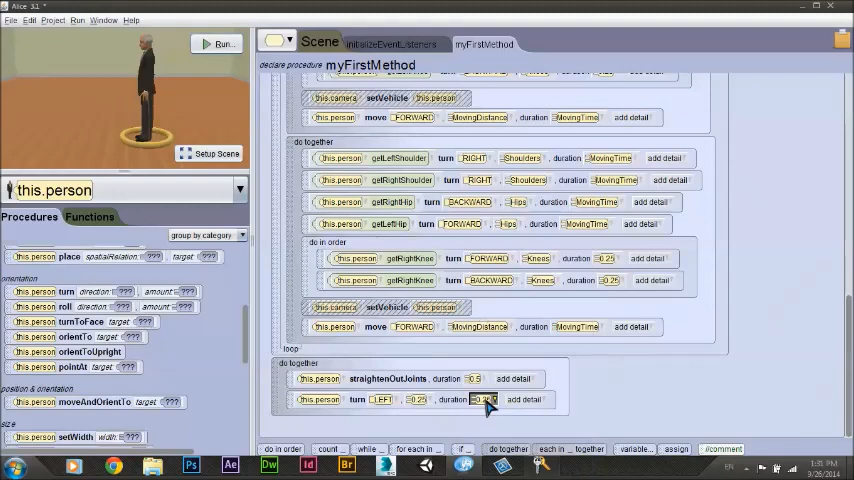 Alice 3.1 *
File Edit Project Run Window Help
Run...
Setup Scene
Scene initializeEventListeners myFirstMethod
declare procedure myFirstMethod
this.camera setVehicle this.person
this.person move FORWARD , MovingDistance , duration MovingTime add detail
do together
this.person getLeftShoulder turn RIGHT , Shoulders , duration MovingTime add detail
this.person getRightShoulder turn RIGHT , Shoulders , duration MovingTime add detail
this.person getRightHip turn BACKWARD , Hips , duration MovingTime add detail
this.person getLeftHip turn FORWARD , Hips , duration MovingTime add detail
do in order
this.person getRightKnee turn FORWARD , Knees , duration 0.25 add detail
this.person getRightKnee turn BACKWARD , Knees , duration 0.25 add detail
this.camera setVehicle this.person
this.person move FORWARD , MovingDistance , duration MovingTime add detail
loop
do together
this.person straightenOutJoints , duration 0.5 add detail
this.person turn LEFT , 0.25 , duration 0.25 add detail
this.person
Procedures Functions
group by category
this.person place spatialRelation: ??? target: ???
orientation
this.person turn direction: ??? , amount: ???
this.person roll direction: ??? , amount: ???
this.person turnToFace target: ???
this.person orientTo target: ???
this.person orientToUpright
this.person pointAt target: ???
position & orientation
this.person moveAndOrientTo target: ???
size
this.person setWidth width: ???
do in order count _ while _ for each in _ if _ do together each in _ together variable... assign //comment
EN 1:35 PM
9/26/2014